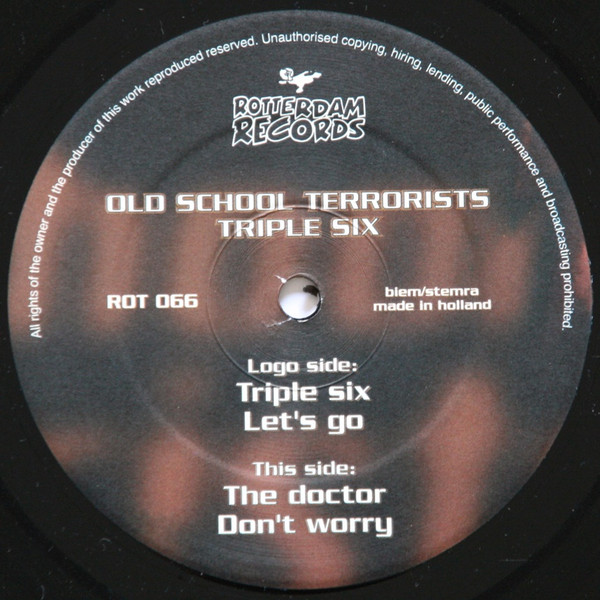 All rights of the owner and the producer of this work reproduced reserved. Unauthorised copying, hiring, lending, public performance and broadcasting prohibited.
ROTTERDAM
RECORDS
OLD SCHOOL TERRORISTS
TRIPLE SIX
ROT 066
biem/stemra
made in holland
Logo side:
Triple six
Let's go
This side:
The doctor
Don't worry